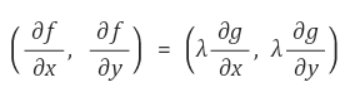 (∂f/∂x, ∂f/∂y) = (λ ∂g/∂x, λ ∂g/∂y)